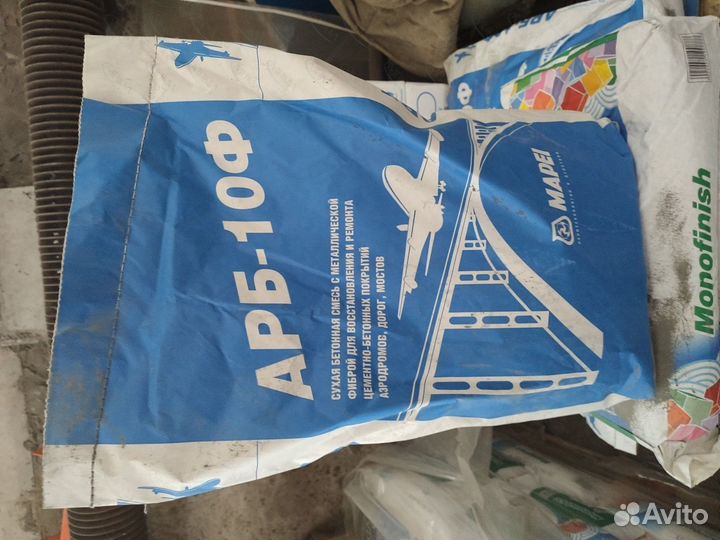 АРБ-10Ф
СУХАЯ БЕТОННАЯ СМЕСЬ С МЕТАЛЛИЧЕСКОЙ
ФИБРОЙ ДЛЯ ВОССТАНОВЛЕНИЯ И РЕМОНТА
ЦЕМЕНТНО-БЕТОННЫХ ПОКРЫТИЙ
АЭРОДРОМОВ, ДОРОГ, МОСТОВ
MAPEI
Monofinish
Avito